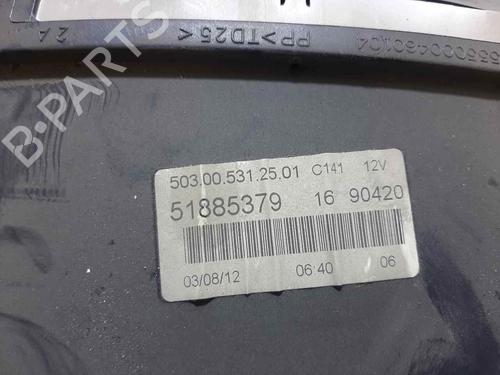 2 A
PP>TD25<
503.00.531.25.01 C141 12V
51885379 16 90420
03/08/12 06:40 06
B-PARTS